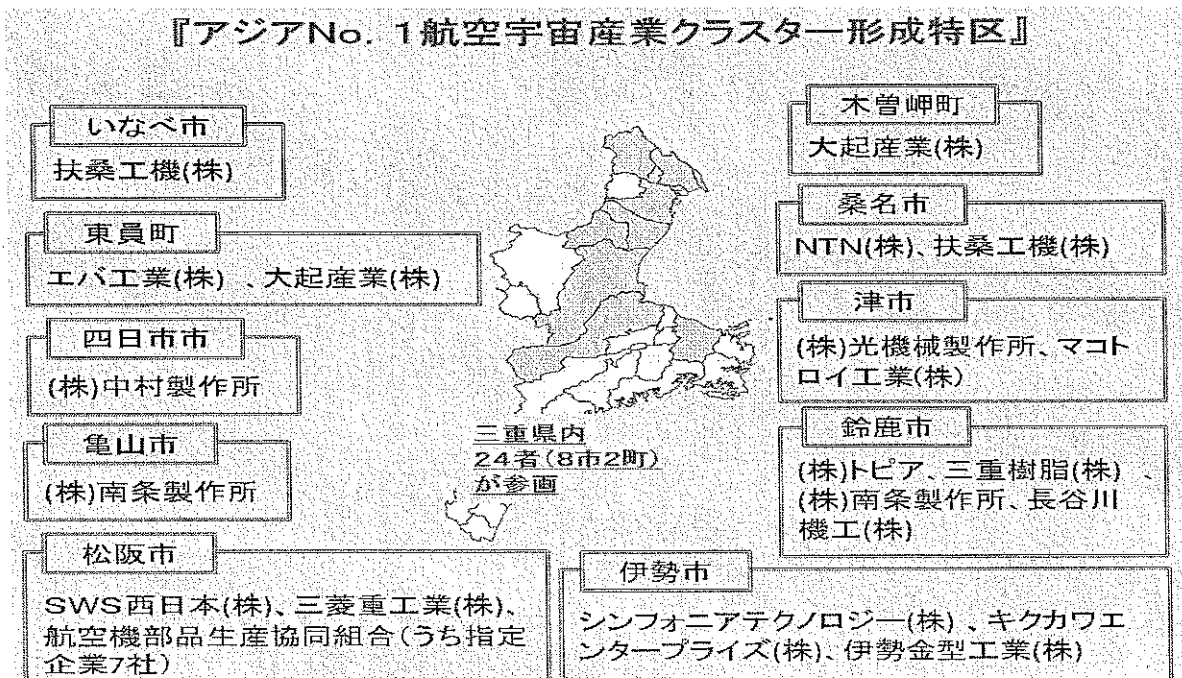 『アジアNo. 1航空宇宙産業クラスター形成特区』
いなべ市
扶桑工機(株)
東員町
エバ工業(株) 、大起産業(株)
四日市市
(株)中村製作所
亀山市
(株)南条製作所
松阪市
SWS西日本(株)、三菱重工業(株)、
航空機部品生産協同組合(うち指定
企業7社)
三重県内
24者(8市2町)
が参画
木曽岬町
大起産業(株)
桑名市
NTN(株)、扶桑工機(株)
津市
(株)光機械製作所、マコト
ロイ工業(株)
鈴鹿市
(株)トピア、三重樹脂(株) 、
(株)南条製作所、長谷川
機工(株)
伊勢市
シンフォニアテクノロジー(株) 、キクカワエ
ンタープライズ(株)、伊勢金型工業(株)